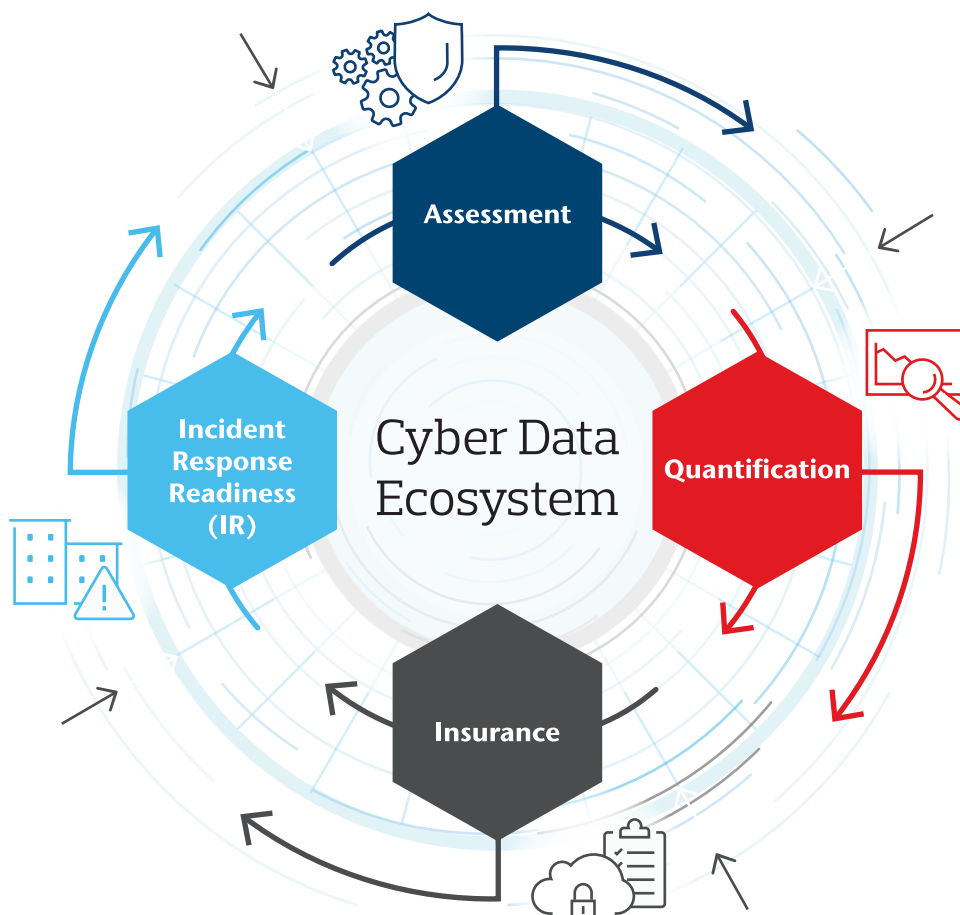 Assessment
Incident
Response
Readiness
(IR)
Cyber Data
Ecosystem
Quantification
Insurance